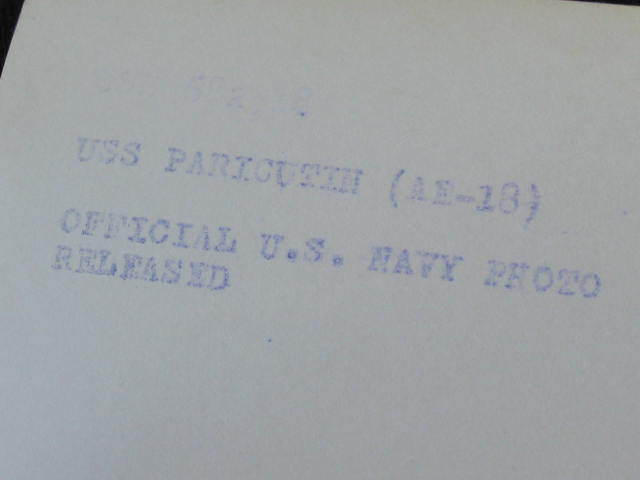 USS PARICUTIN (AE-18)
OFFICIAL U.S. NAVY PHOTO
RELEASED